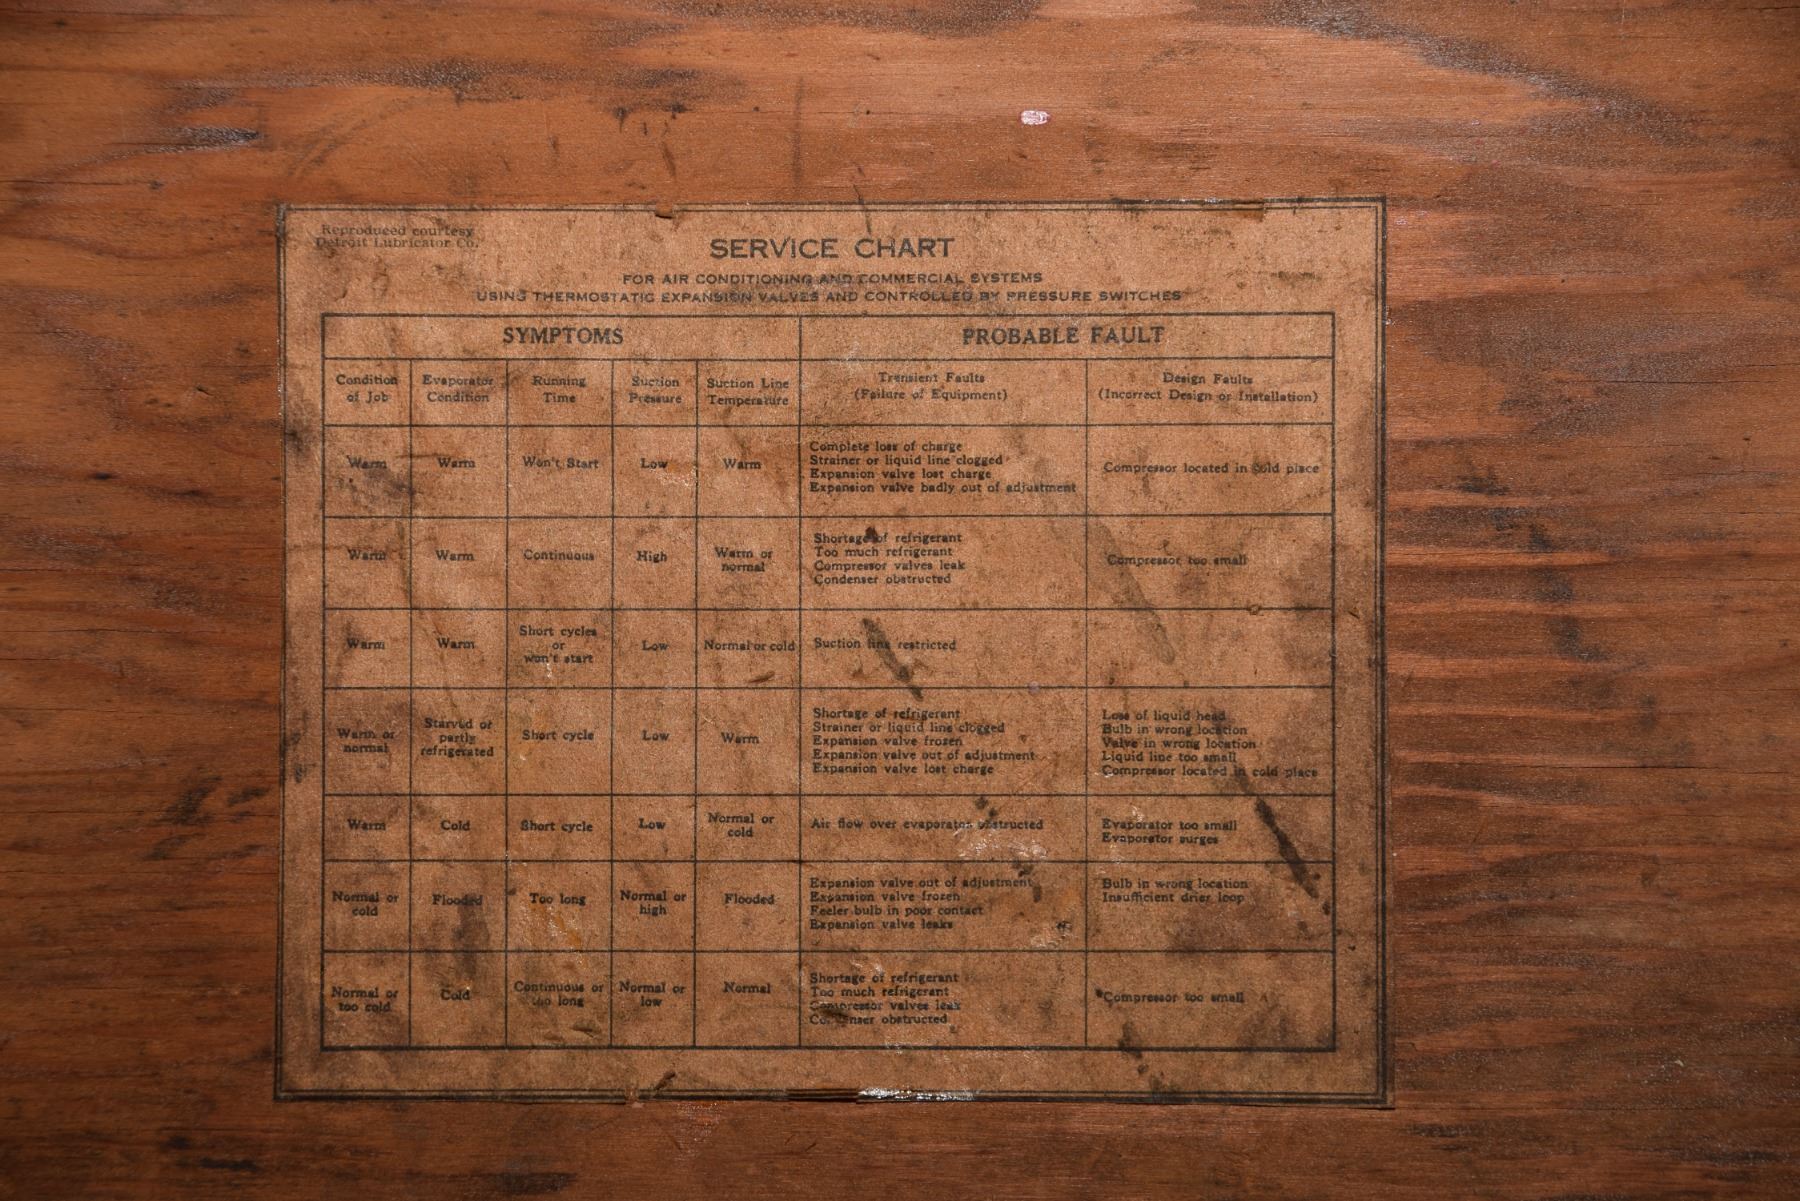 Reproduced courtesy
Detroit Lubricator Co.
SERVICE CHART
FOR AIR CONDITIONING AND COMMERCIAL SYSTEMS
USING THERMOSTATIC EXPANSION VALVES AND CONTROLLED BY PRESSURE SWITCHES
SYMPTOMS
PROBABLE FAULT
Condition
of Job
Evaporator
Condition
Running
Time
Suction
Pressure
Suction Line
Temperature
Transient Faults
(Failure of Equipment)
Design Faults
(Incorrect Design or Installation)
Warm
Warm
Won't Start
Low
Warm
Complete loss of charge
Strainer or liquid line clogged
Expansion valve lost charge
Expansion valve badly out of adjustment
Compressor located in cold place
Warm
Warm
Continuous
High
Warm or
normal
Shortage of refrigerant
Too much refrigerant
Compressor valves leak
Condenser obstructed
Compressor too small
Warm
Warm
Short cycles
or
won't start
Low
Normal or cold
Suction line restricted
Warm or
normal
Starved or
partly
refrigerated
Short cycle
Low
Warm
Shortage of refrigerant
Strainer or liquid line clogged
Expansion valve frozen
Expansion valve out of adjustment
Expansion valve lost charge
Loss of liquid head
Bulb in wrong location
Valve in wrong location
Liquid line too small
Compressor located in cold place
Warm
Cold
Short cycle
Low
Normal or
cold
Air flow over evaporator obstructed
Evaporator too small
Evaporator surges
Normal or
cold
Flooded
Too long
Normal or
high
Flooded
Expansion valve out of adjustment
Expansion valve frozen
Feeler bulb in poor contact
Expansion valve leaks
Bulb in wrong location
Insufficient drier loop
Normal or
too cold
Cold
Continuous or
too long
Normal or
low
Normal
Shortage of refrigerant
Too much refrigerant
Compressor valves leak
Condenser obstructed
Compressor too small